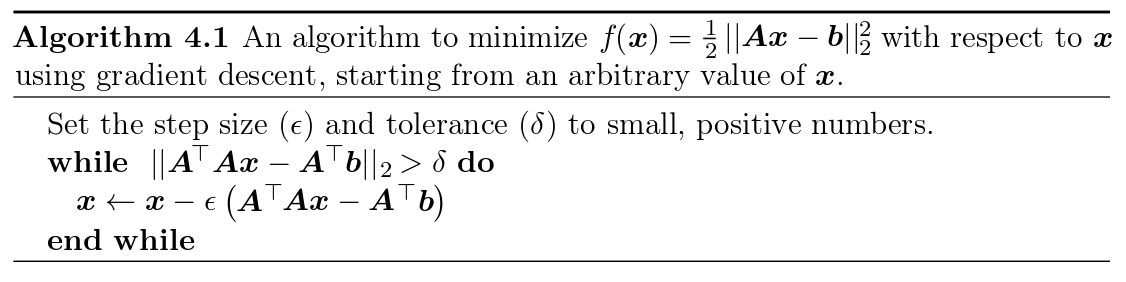 Algorithm 4.1 An algorithm to minimize f(x) = ½||Ax − b||₂² with respect to x
using gradient descent, starting from an arbitrary value of x.
Set the step size (ϵ) and tolerance (δ) to small, positive numbers.
while ||A⊤Ax − A⊤b||₂ > δ do
x ← x − ϵ (A⊤Ax − A⊤b)
end while